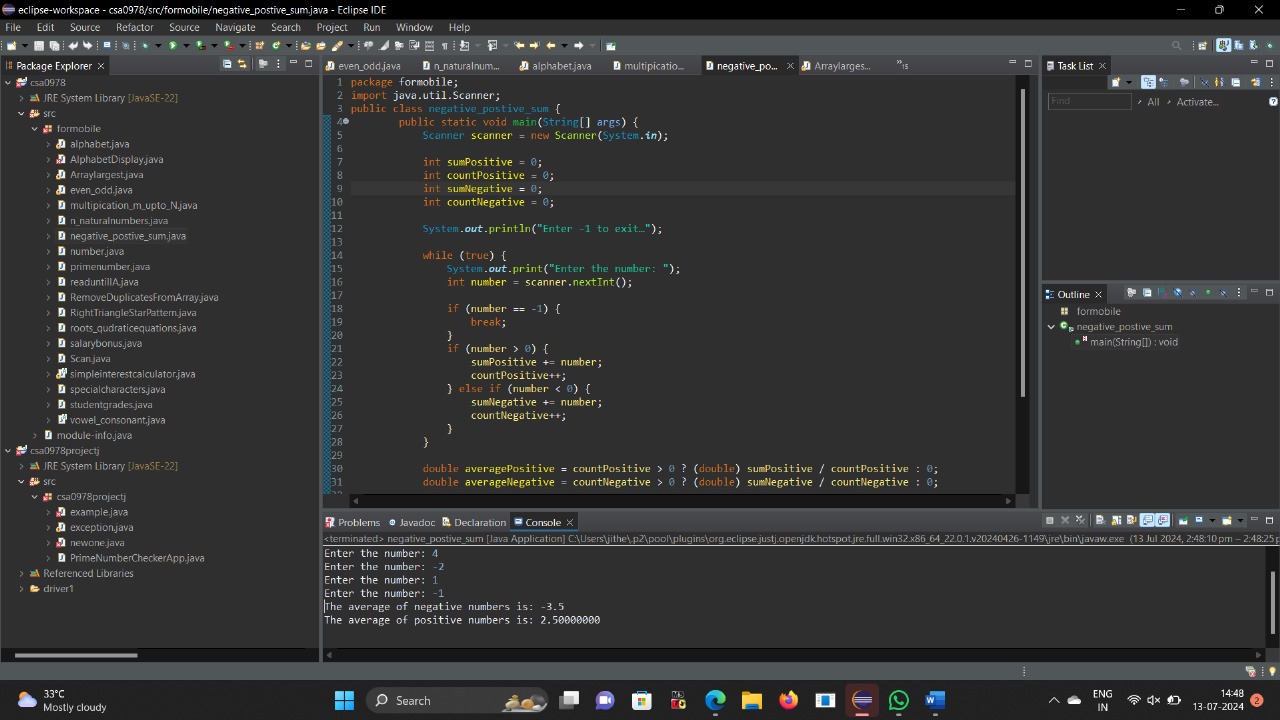 eclipse-workspace - csa0978/src/formobile/negative_postive_sum.java - Eclipse IDE
File Edit Source Refactor Source Navigate Search Project Run Window Help
Package Explorer
csa0978
JRE System Library [JavaSE-22]
src
formobile
alphabet.java
AlphabetDisplay.java
Arraylargest.java
even_odd.java
multipication_m_upto_N.java
n_naturalnumbers.java
negative_postive_sum.java
number.java
primenumber.java
readuntillA.java
RemoveDuplicatesFromArray.java
RightTriangleStarPattern.java
roots_qudraticequations.java
salarybonus.java
Scan.java
simpleinterestcalculator.java
specialcharacters.java
studentgrades.java
vowel_consonant.java
module-info.java
csa0978projectj
JRE System Library [JavaSE-22]
src
csa0978projectj
example.java
exception.java
newone.java
PrimeNumberCheckerApp.java
Referenced Libraries
driver1
even_odd.java n_naturalnum... alphabet.java multipicatio... negative_po... Arraylarges... »15
1 package formobile;
2 import java.util.Scanner;
3 public class negative_postive_sum {
4 public static void main(String[] args) {
5 Scanner scanner = new Scanner(System.in);
6
7 int sumPositive = 0;
8 int countPositive = 0;
9 int sumNegative = 0;
10 int countNegative = 0;
11
12 System.out.println("Enter -1 to exit…");
13
14 while (true) {
15 System.out.print("Enter the number: ");
16 int number = scanner.nextInt();
17
18 if (number == -1) {
19 break;
20 }
21 if (number > 0) {
22 sumPositive += number;
23 countPositive++;
24 } else if (number < 0) {
25 sumNegative += number;
26 countNegative++;
27 }
28 }
29
30 double averagePositive = countPositive > 0 ? (double) sumPositive / countPositive : 0;
31 double averageNegative = countNegative > 0 ? (double) sumNegative / countNegative : 0;
Task List
Find All Activate...
Outline
formobile
negative_postive_sum
main(String[]) : void
Problems Javadoc Declaration Console
<terminated> negative_postive_sum [Java Application] C:\Users\jithe\.p2\pool\plugins\org.eclipse.justj.openjdk.hotspot.jre.full.win32.x86_64_22.0.1.v20240426-1149\jre\bin\javaw.exe (13 Jul 2024, 2:48:10 pm – 2:48:25 p
Enter the number: 4
Enter the number: -2
Enter the number: 1
Enter the number: -1
The average of negative numbers is: -3.5
The average of positive numbers is: 2.50000000
33°C
Mostly cloudy
Search
ENG
IN
14:48
13-07-2024
2